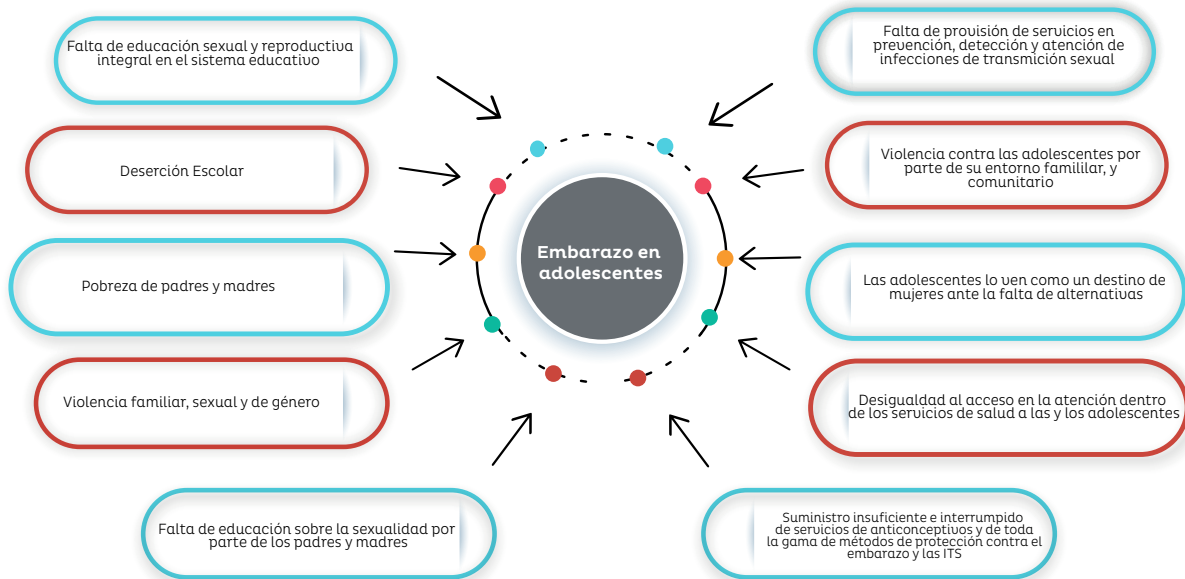 Falta de educación sexual y reproductiva
integral en el sistema educativo
Deserción Escolar
Pobreza de padres y madres
Violencia familiar, sexual y de género
Falta de educación sobre la sexualidad por
parte de los padres y madres
Embarazo en
adolescentes
Falta de provisión de servicios en
prevención, detección y atención de
infecciones de transmisión sexual
Violencia contra las adolescentes por
parte de su entorno famililar, y
comunitario
Las adolescentes lo ven como un destino de
mujeres ante la falta de alternativas
Desigualdad al acceso en la atención dentro
de los servicios de salud a las y los adolescentes
Suministro insuficiente e interrumpido
de servicios de anticonceptivos y de toda
la gama de métodos de protección contra el
embarazo y las ITS